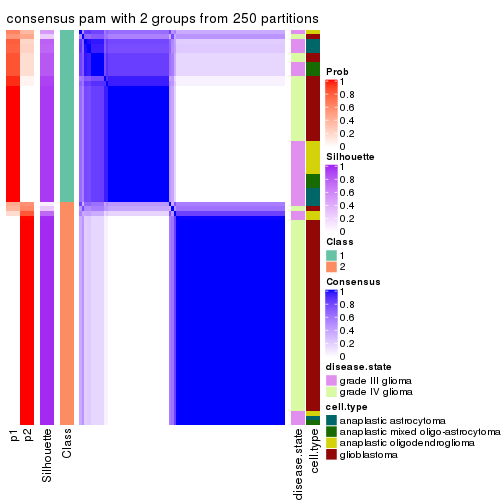 consensus pam with 2 groups from 250 partitions
Prob
1
0.8
0.6
0.4
0.2
0
Silhouette
1
0.8
0.6
0.4
0.2
0
Class
1
2
Consensus
1
0.8
0.6
0.4
0.2
0
disease.state
grade III glioma
grade IV glioma
cell.type
anaplastic astrocytoma
anaplastic mixed oligo-astrocytoma
anaplastic oligodendroglioma
glioblastoma
p1
p2
Silhouette
Class
disease.state
cell.type